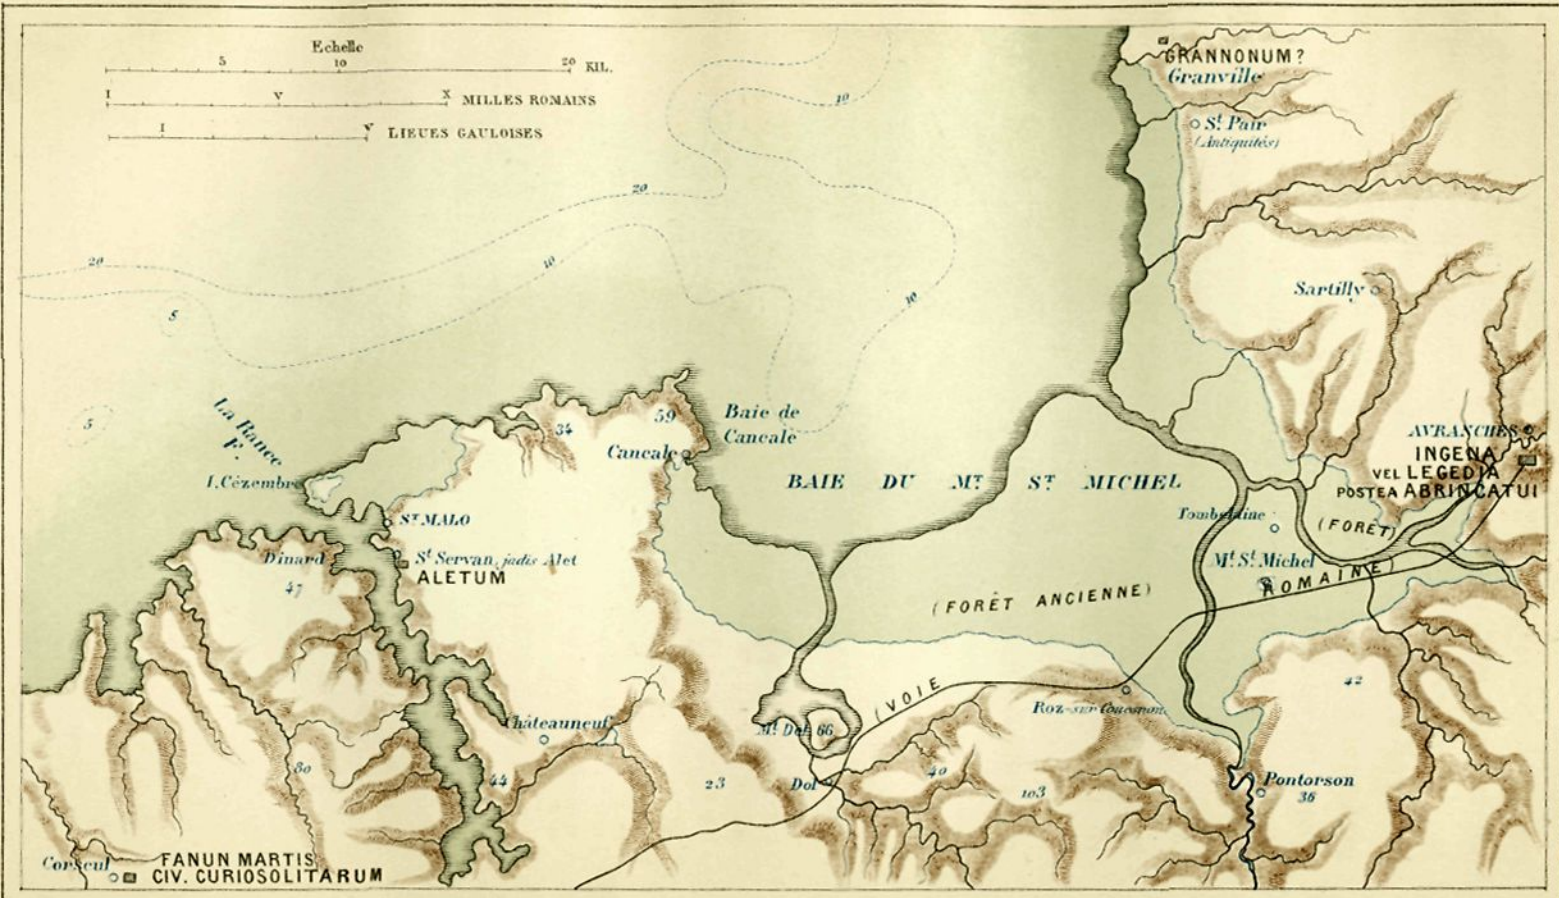 Echelle
5 10 20 KIL.
I V X MILLES ROMAINS
I V LIEUES GAULOISES
10
20
20
10
10
5
5
GRANNONUM?
Granville
St. Pair
(Antiquités)
Sartilly
La Rance
F.
I. Cézembre
34
59
Cancale
Baie de
Cancale
BAIE DU MT ST MICHEL
AVRANCHES
INGENA
VEL LEGEDIA
POSTEA ABRINCATUI
ST MALO
Tombelaine
(FORÊT)
Dinard
47
St Servan, jadis Alet
ALETUM
Mt. St. Michel
ROMAINE)
(FORÊT ANCIENNE)
(VOIE
42
Roz-sur Couesnon
Châteauneuf
Mt. Dol 66
80
44
23
Dol
40
103
Pontorson
36
Corseul
FANUN MARTIS
CIV. CURIOSOLITARUM